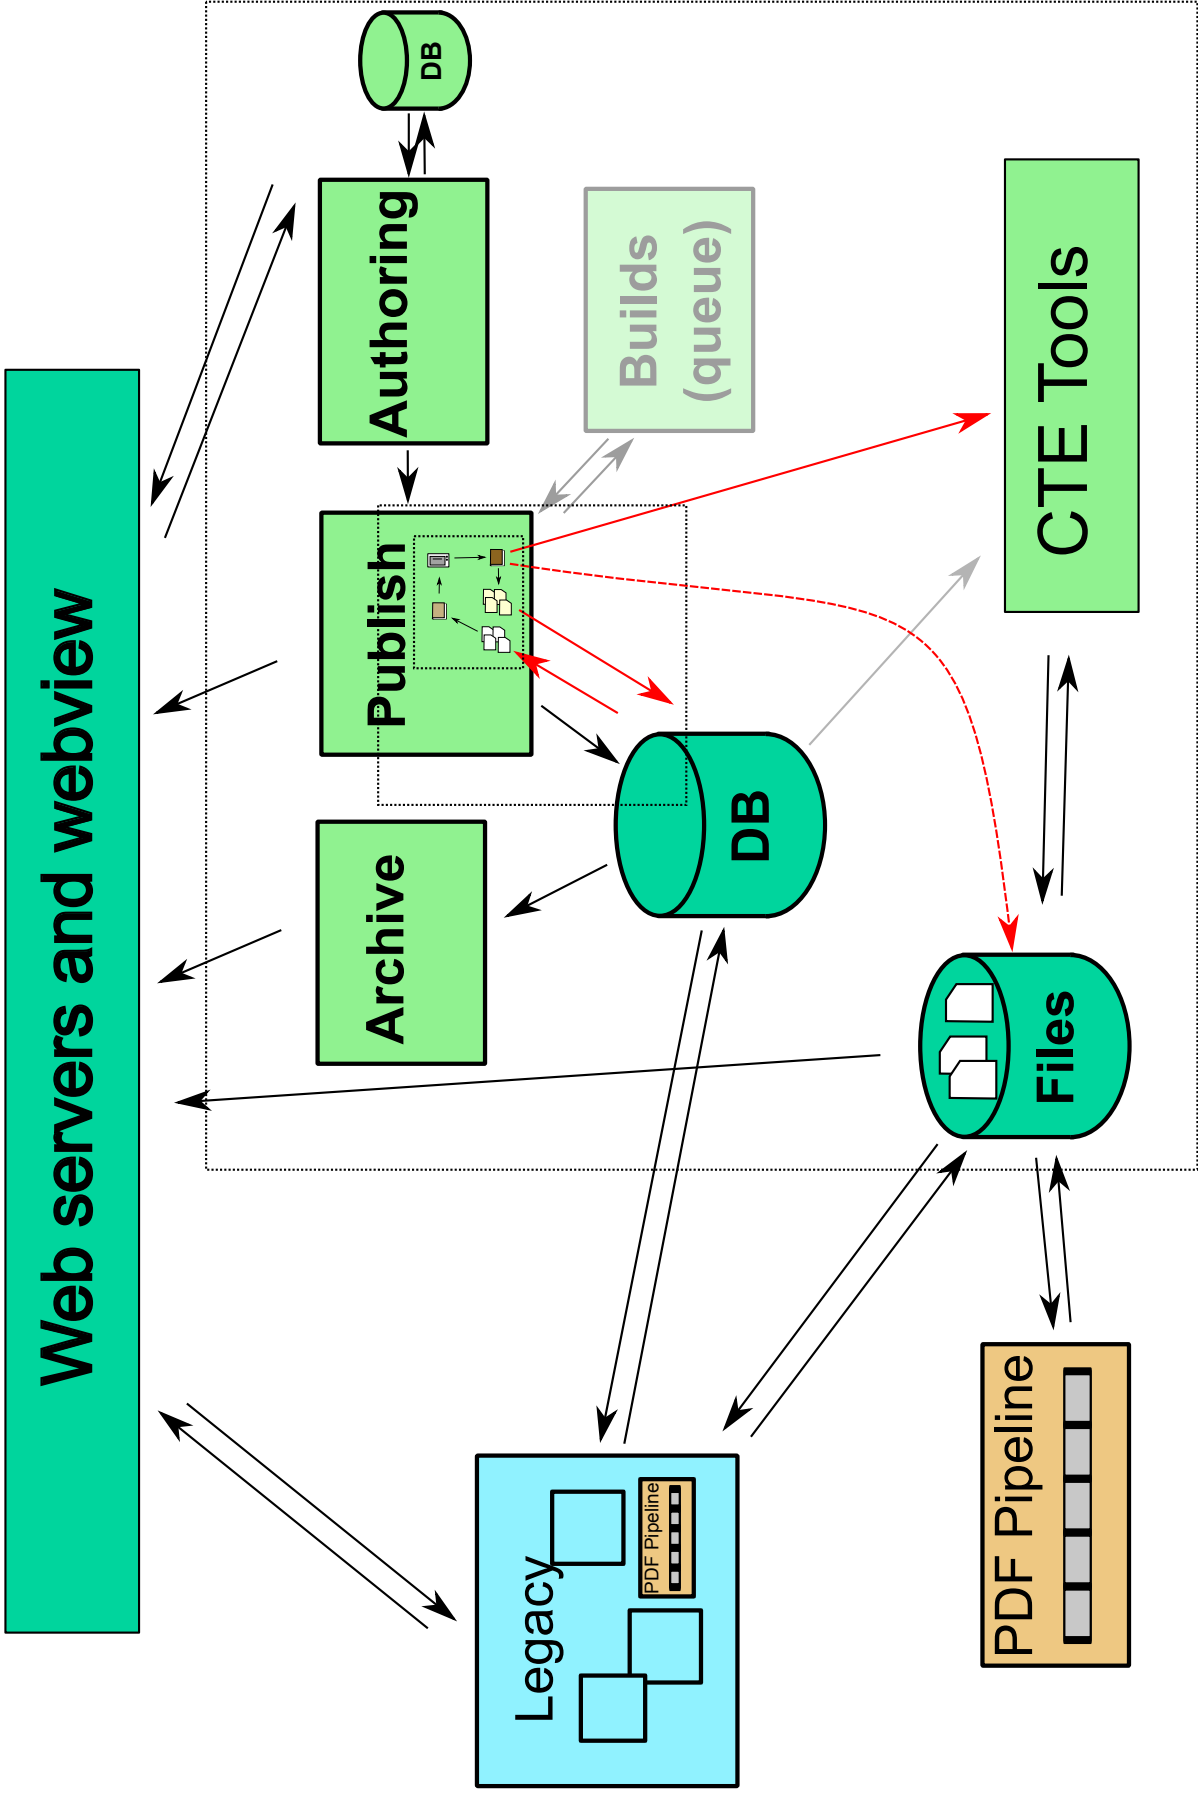 Web servers and webview
Legacy
PDF Pipeline
Archive
Publish
Authoring
DB
DB
Builds
(queue)
PDF Pipeline
Files
CTE Tools